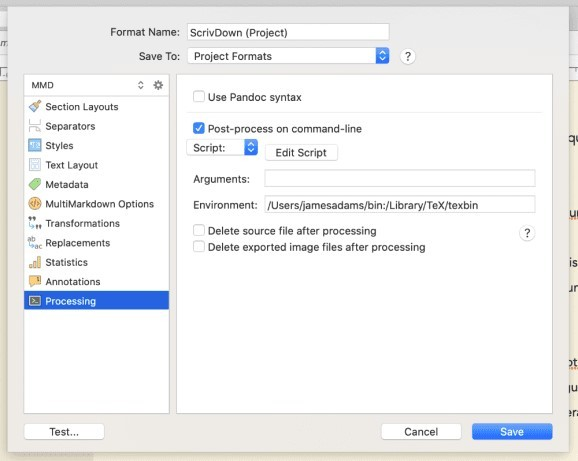 Format Name: ScrivDown (Project)
Save To: Project Formats ?
MMD
Section Layouts
Separators
Styles
Text Layout
Metadata
MultiMarkdown Options
Transformations
Replacements
Statistics
Annotations
Processing
Use Pandoc syntax
Post-process on command-line
Script: Edit Script
Arguments:
Environment: /Users/jamesadams/bin:/Library/TeX/texbin
Delete source file after processing ?
Delete exported image files after processing
Test... Cancel Save